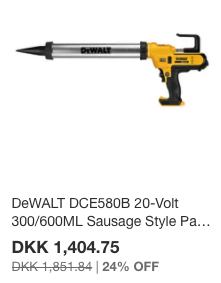 DEWALT
DeWALT DCE580B 20-Volt
300/600ML Sausage Style Pa…
DKK 1,404.75
DKK 1,851.84 | 24% OFF